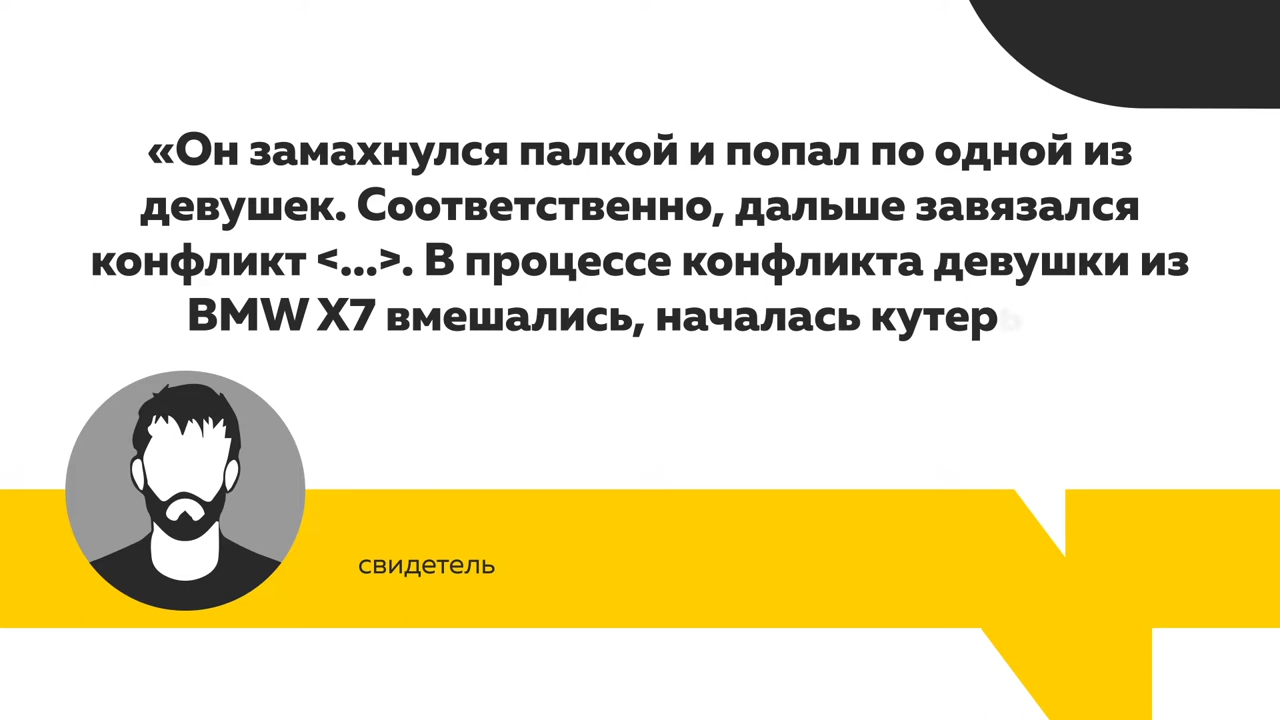 «Он замахнулся палкой и попал по одной из
девушек. Соответственно, дальше завязался
конфликт <...>. В процессе конфликта девушки из
BMW X7 вмешались, началась кутерь
свидетель